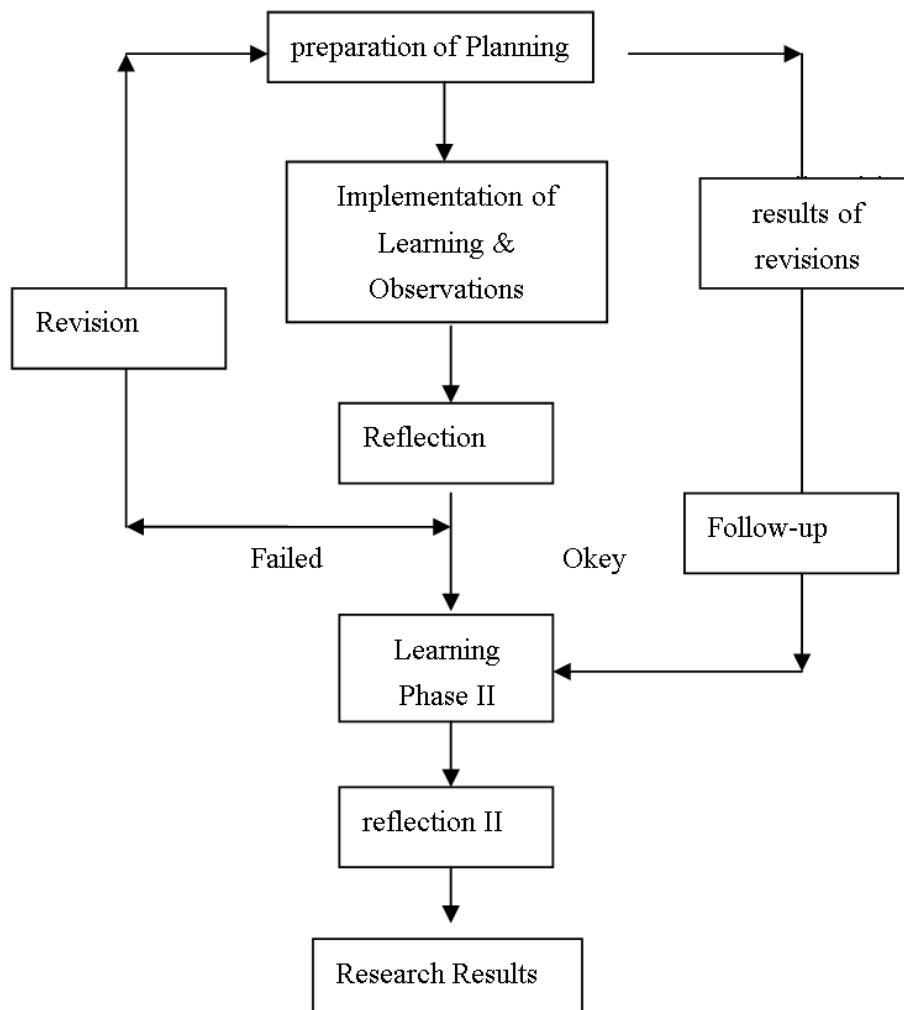 preparation of Planning
Implementation of
Learning &
Observations
results of
revisions
Revision
Reflection
Follow-up
Failed
Okey
Learning
Phase II
reflection II
Research Results